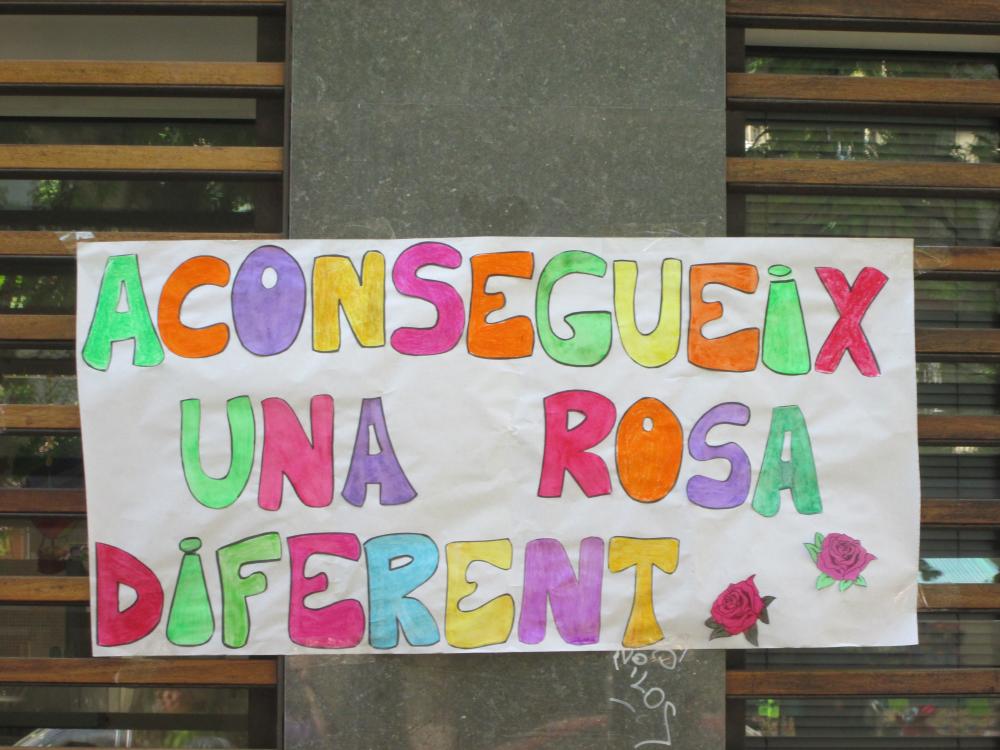 ACONSEGUEiX
UNA ROSA
DiFERENT